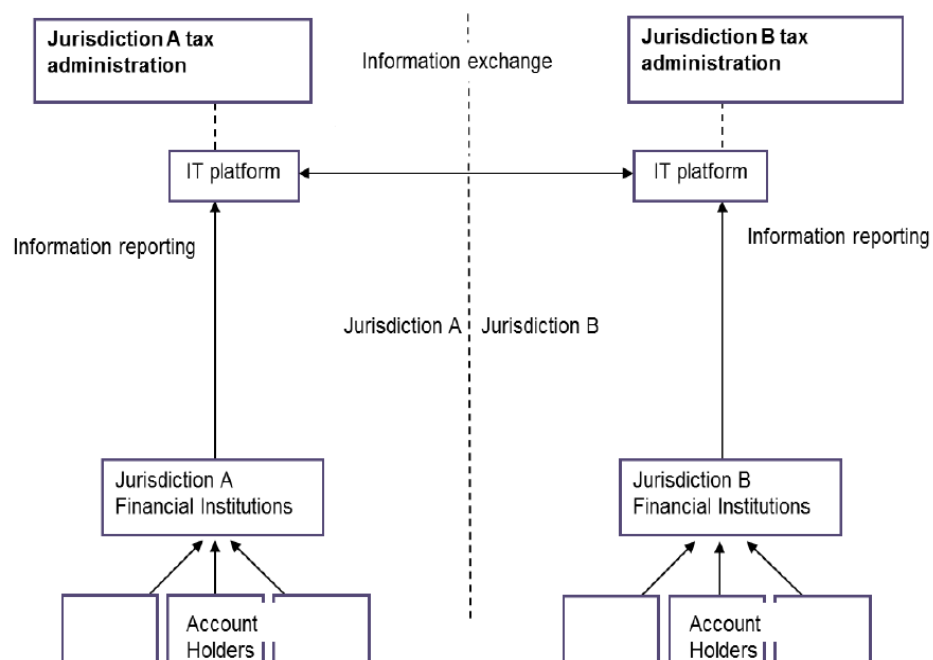 Jurisdiction A tax
administration
Information exchange
Jurisdiction B tax
administration
IT platform
IT platform
Information reporting
Information reporting
Jurisdiction A
Jurisdiction B
Jurisdiction A
Financial Institutions
Jurisdiction B
Financial Institutions
Account
Holders
Account
Holders